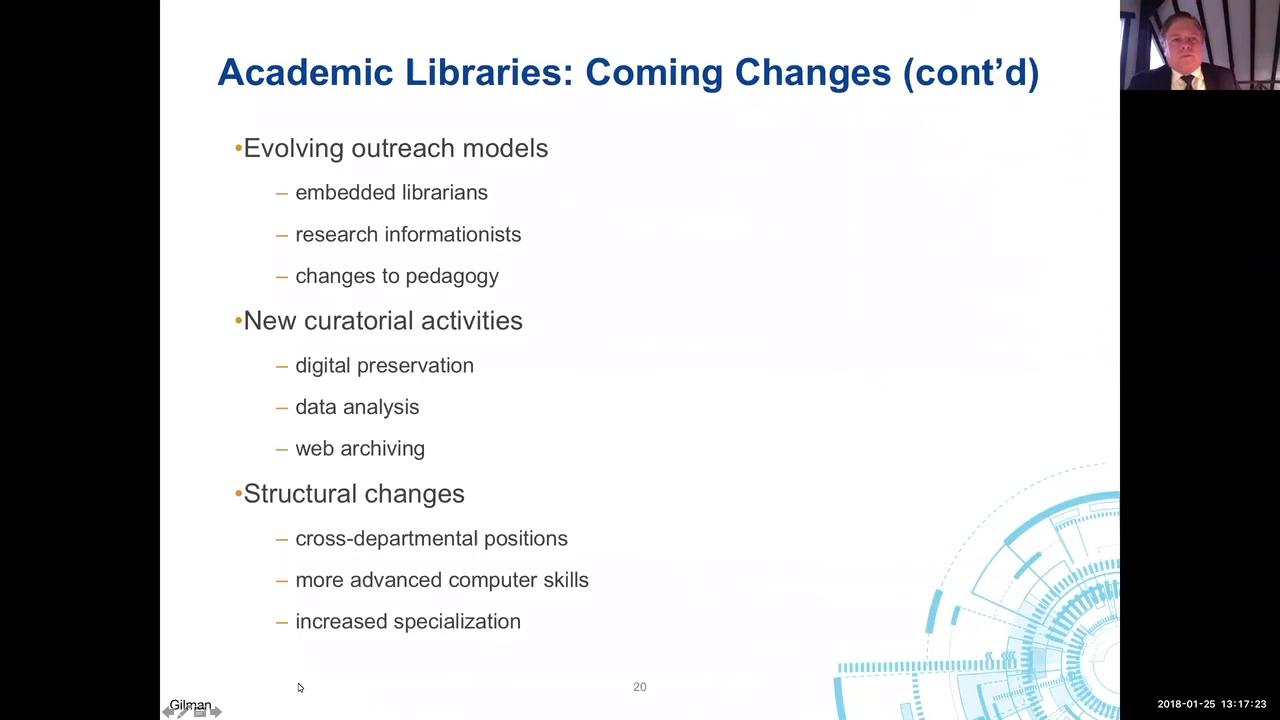 Academic Libraries: Coming Changes (cont’d)
•Evolving outreach models
– embedded librarians
– research informationists
– changes to pedagogy
•New curatorial activities
– digital preservation
– data analysis
– web archiving
•Structural changes
– cross-departmental positions
– more advanced computer skills
– increased specialization
20
Gilman
2018-01-25 13:17:23